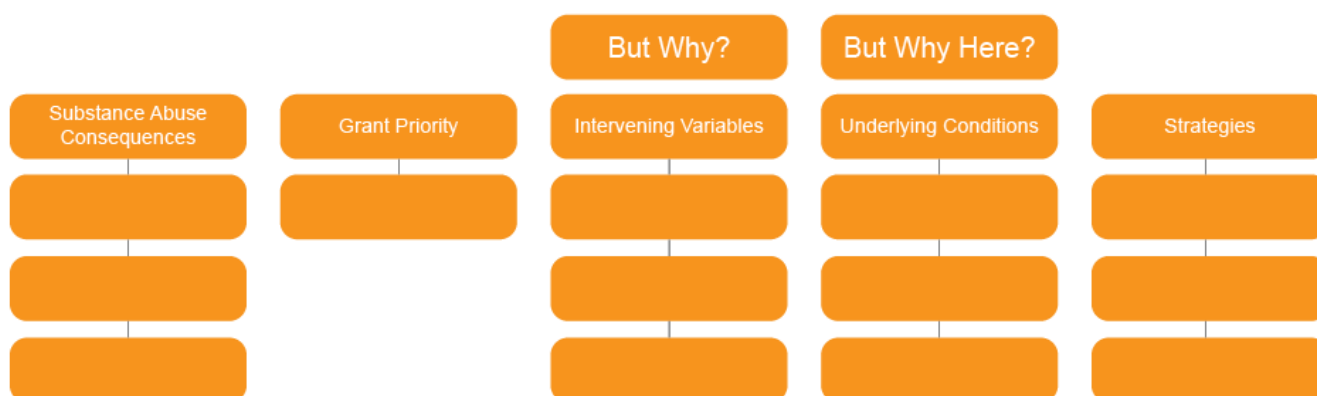 But Why?
But Why Here?
Substance Abuse
Consequences
Grant Priority
Intervening Variables
Underlying Conditions
Strategies